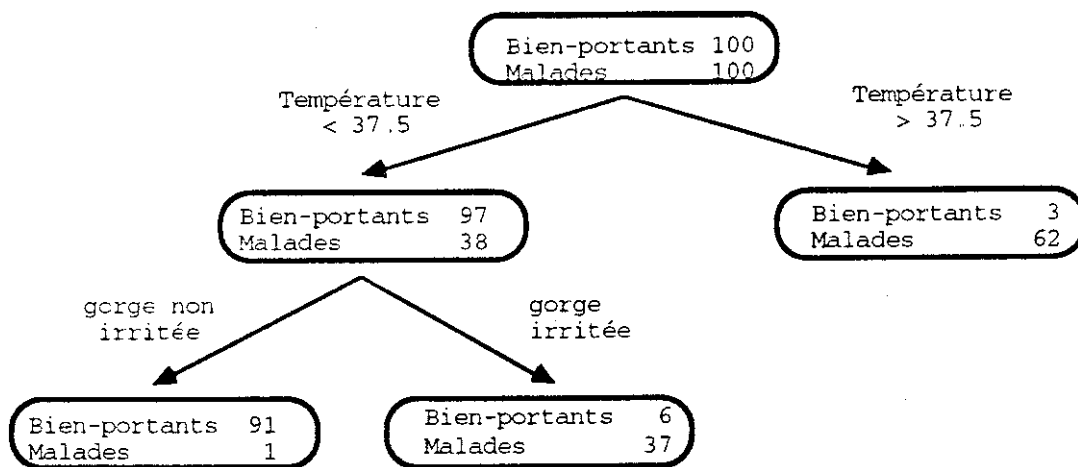 Bien-portants 100
Malades 100
Température
< 37.5
Température
> 37.5
Bien-portants 97
Malades 38
Bien-portants 3
Malades 62
gorge non
irritée
gorge
irritée
Bien-portants 91
Malades 1
Bien-portants 6
Malades 37